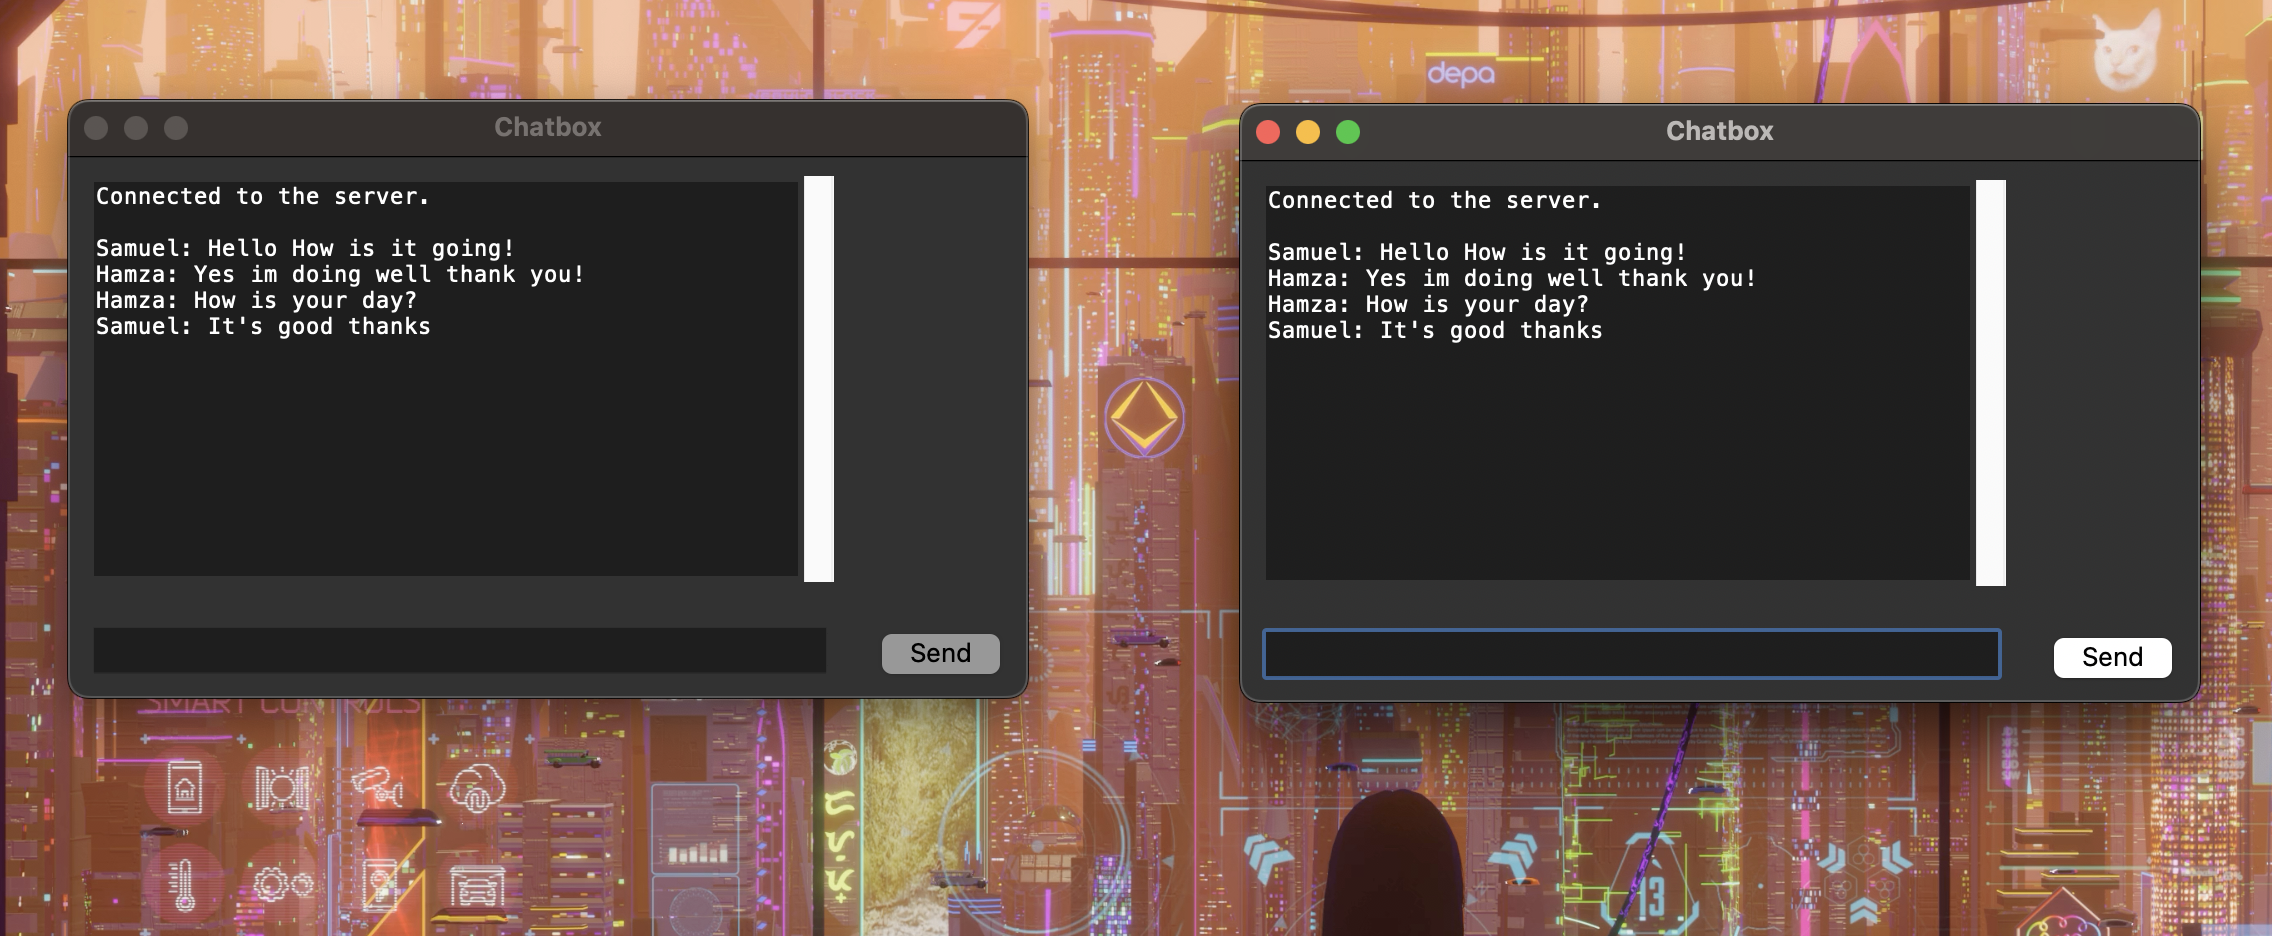 depa
Chatbox
Connected to the server.
Samuel: Hello How is it going!
Hamza: Yes im doing well thank you!
Hamza: How is your day?
Samuel: It's good thanks
Send
Chatbox
Connected to the server.
Samuel: Hello How is it going!
Hamza: Yes im doing well thank you!
Hamza: How is your day?
Samuel: It's good thanks
Send
SMART CONTROLS
13